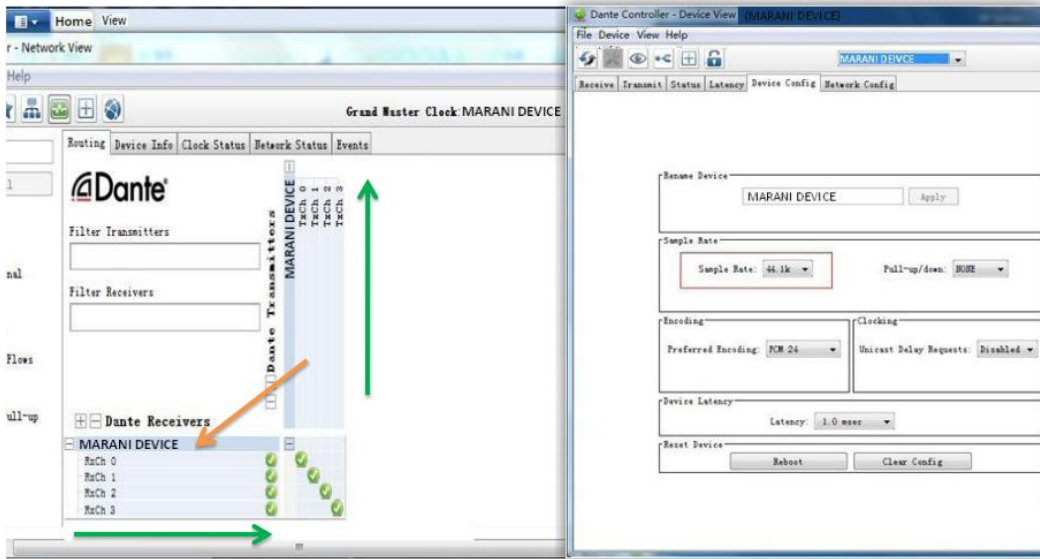 Home View
r - Network View
Help
Grand Master Clock:MARANI DEVICE
Routing Device Info Clock Status Network Status Events
Dante
Filter Transmitters
nal
Filter Receivers
Flows
ull-up
Dante Receivers
MARANI DEVICE
RxCh 0
RxCh 1
RxCh 2
RxCh 3
Dante Transmitters
MARANI DEVICE
TxCh 0
TxCh 1
TxCh 2
TxCh 3
Dante Controller - Device View (MARANI DEVICE)
File Device View Help
MARANI DEIVCE
Receive Transmit Status Latency Device Config Network Config
Rename Device
MARANI DEVICE Apply
Sample Rate
Sample Rate: 44.1k Pull-up/down: NONE
Encoding Clocking
Preferred Encoding: PCM 24 Unicast Delay Requests: Disabled
Device Latency
Latency: 1.0 msec
Reset Device
Reboot Clear Config